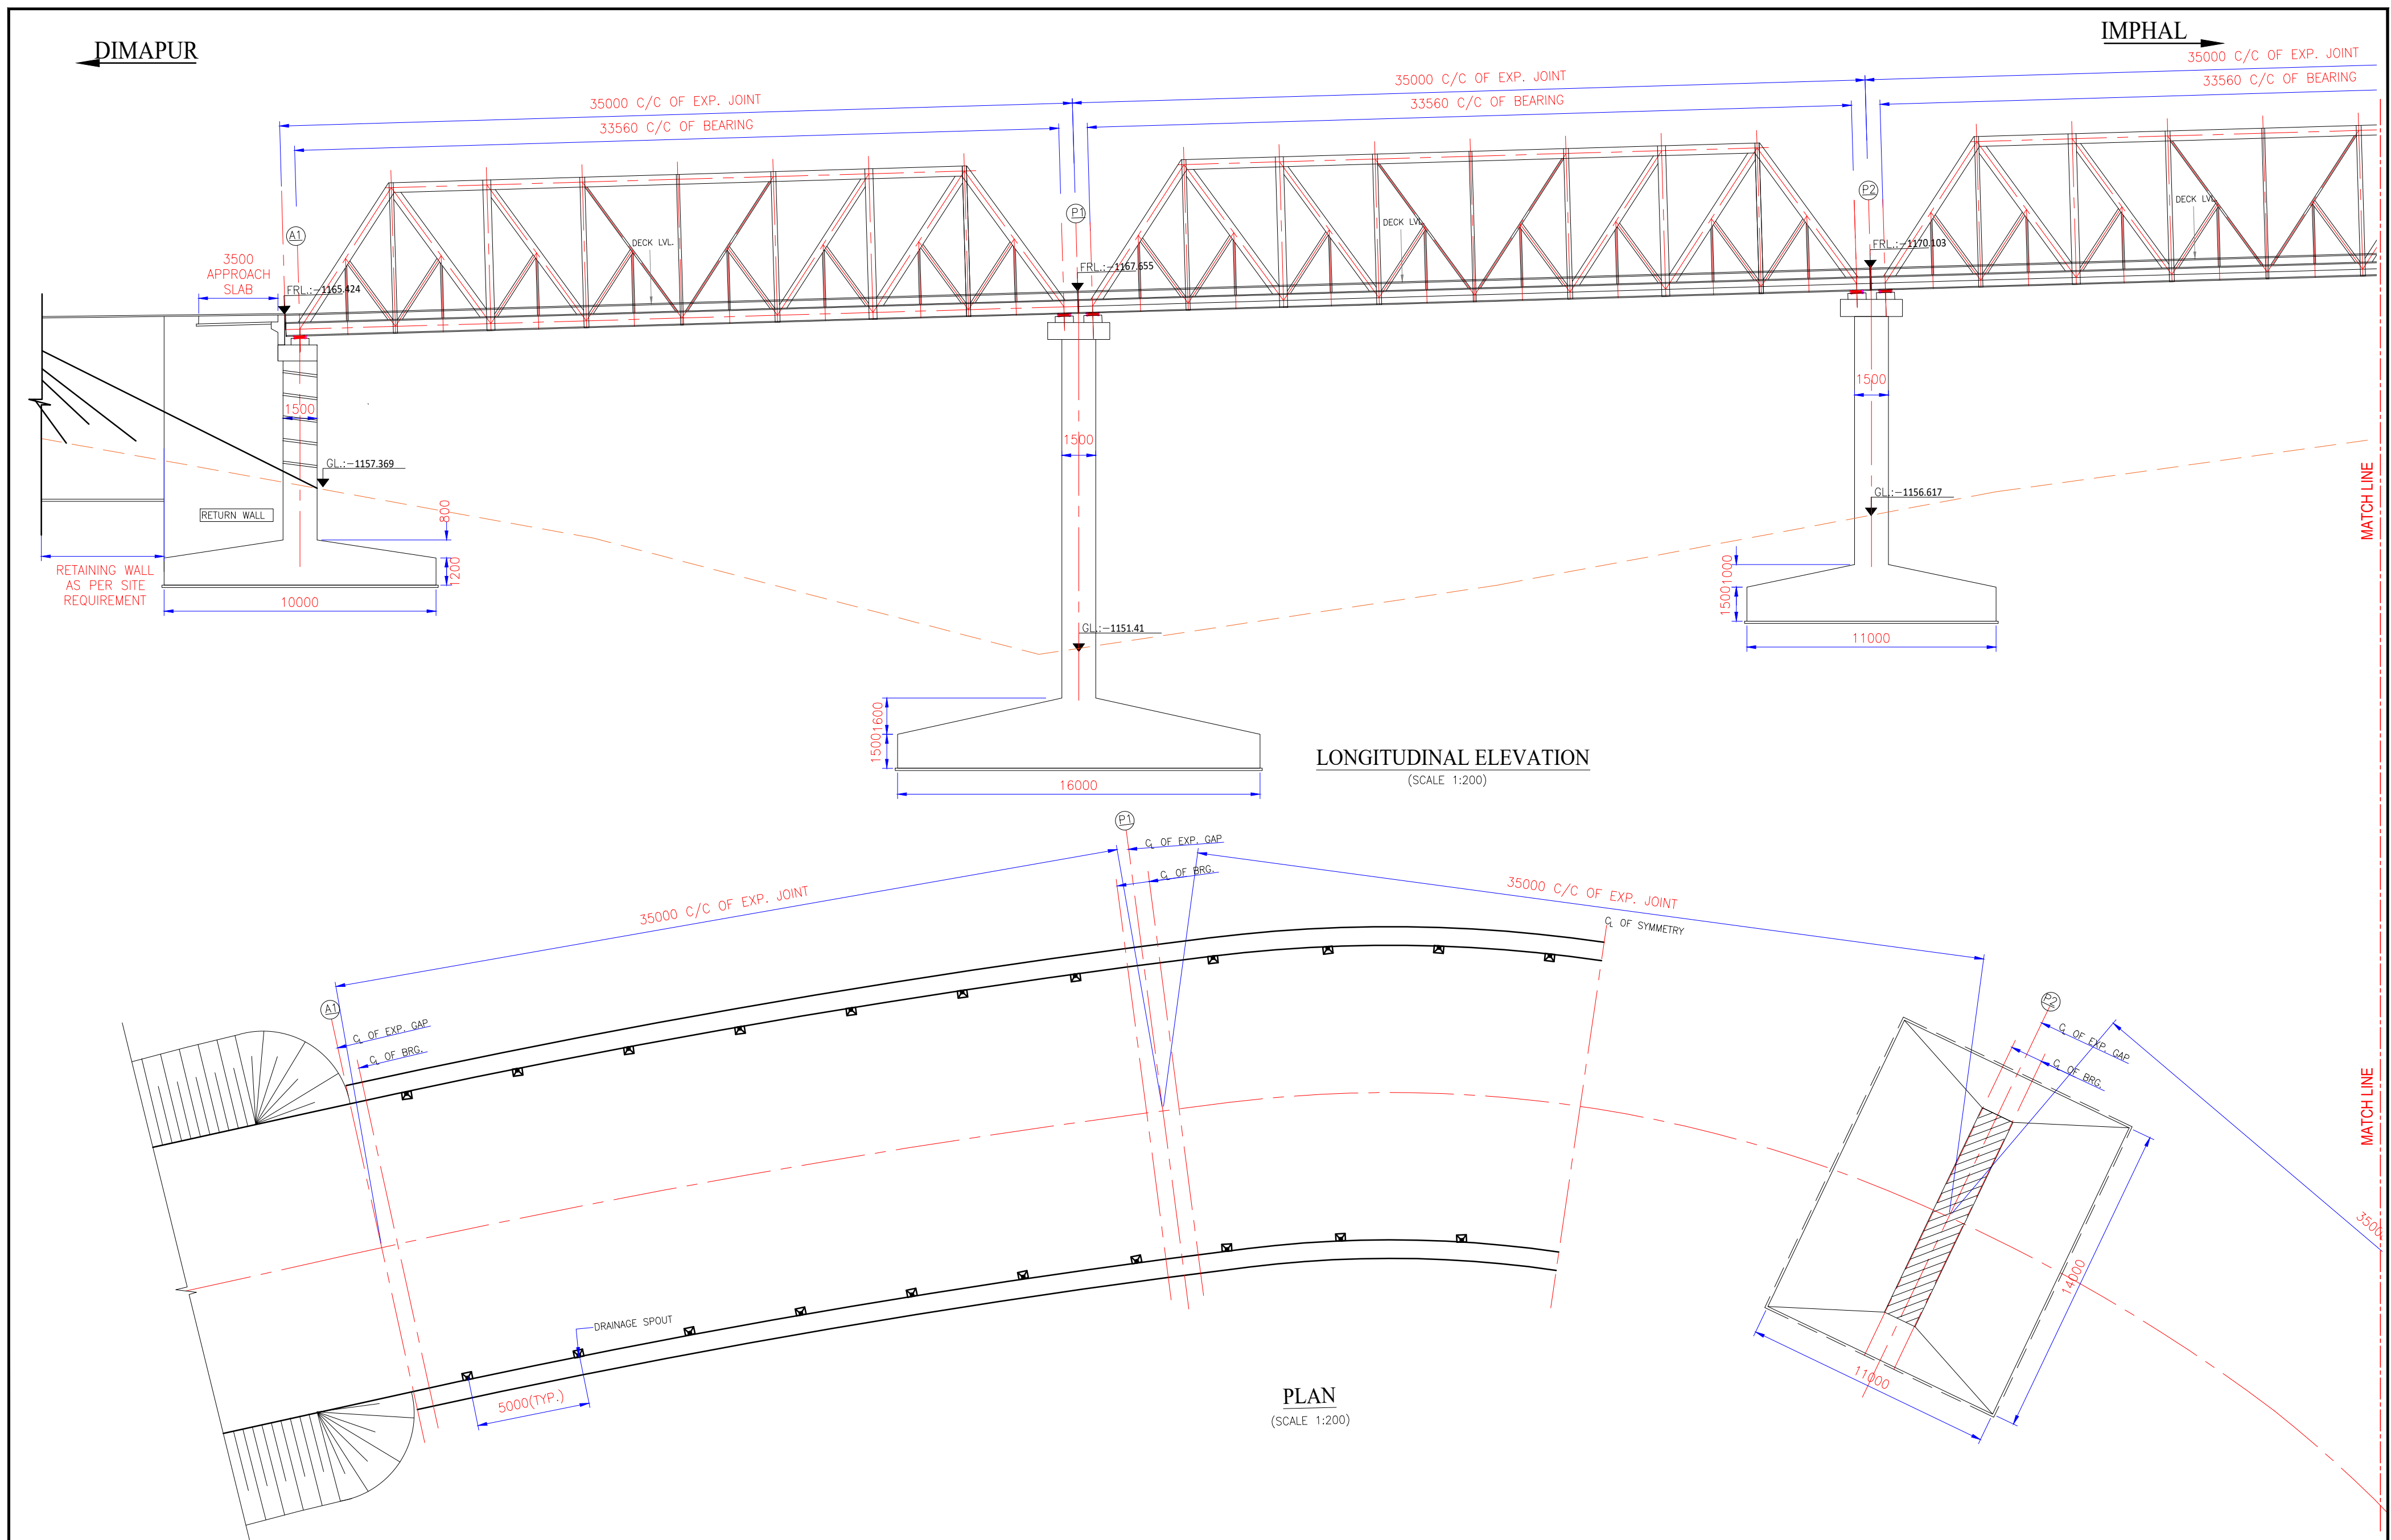 DIMAPUR
IMPHAL
35000 C/C OF EXP. JOINT
35000 C/C OF EXP. JOINT
35000 C/C OF EXP. JOINT
33560 C/C OF BEARING
33560 C/C OF BEARING
33560 C/C OF BEARING
A1
P1
P2
DECK LVL.
DECK LVL.
DECK LVL.
3500
APPROACH
SLAB
FRL.:-1165.424
FRL.:-1167.655
FRL.:-1170.103
1500
1500
1500
GL.:-1157.369
GL.:-1156.617
GL.:-1151.41
RETURN WALL
800
1200
RETAINING WALL
AS PER SITE
REQUIREMENT
10000
1000
1500
11000
1600
1500
16000
MATCH LINE
LONGITUDINAL ELEVATION
(SCALE 1:200)
P1
C̲L OF EXP. GAP
C̲L OF BRG.
35000 C/C OF EXP. JOINT
35000 C/C OF EXP. JOINT
C̲L OF SYMMETRY
A1
C̲L OF EXP. GAP
C̲L OF BRG.
P2
C̲L OF EXP. GAP
C̲L OF BRG.
MATCH LINE
3500
14000
11000
DRAINAGE SPOUT
5000(TYP.)
PLAN
(SCALE 1:200)